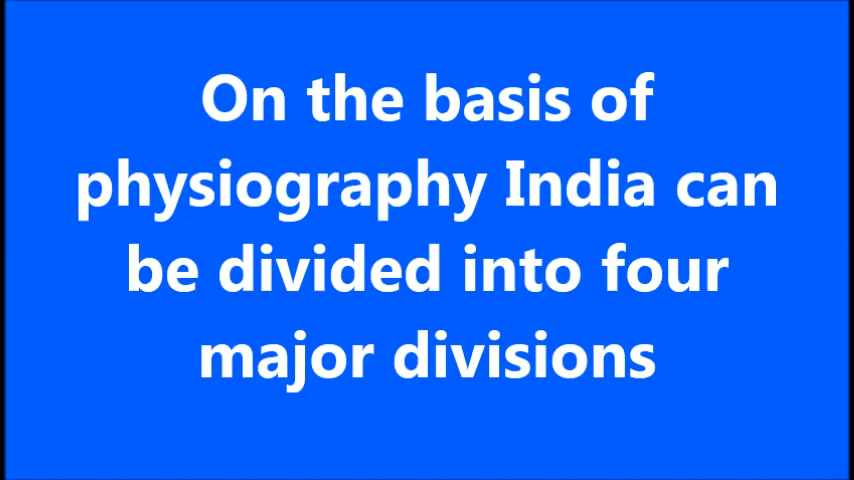 On the basis of
physiography India can
be divided into four
major divisions